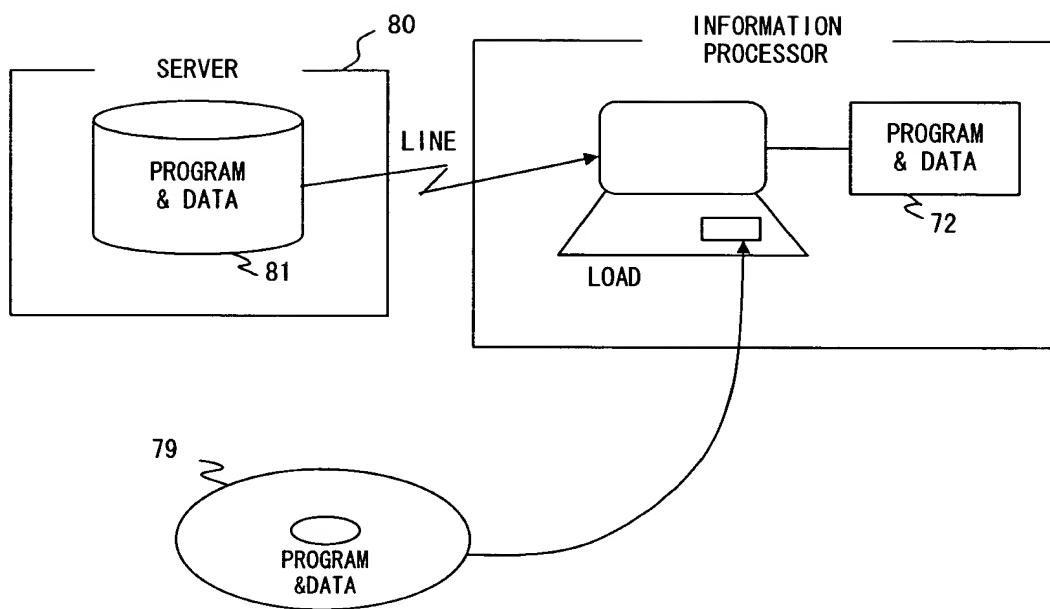 80
SERVER
PROGRAM
& DATA
81
LINE
INFORMATION
PROCESSOR
PROGRAM
& DATA
72
LOAD
79
PROGRAM
&DATA